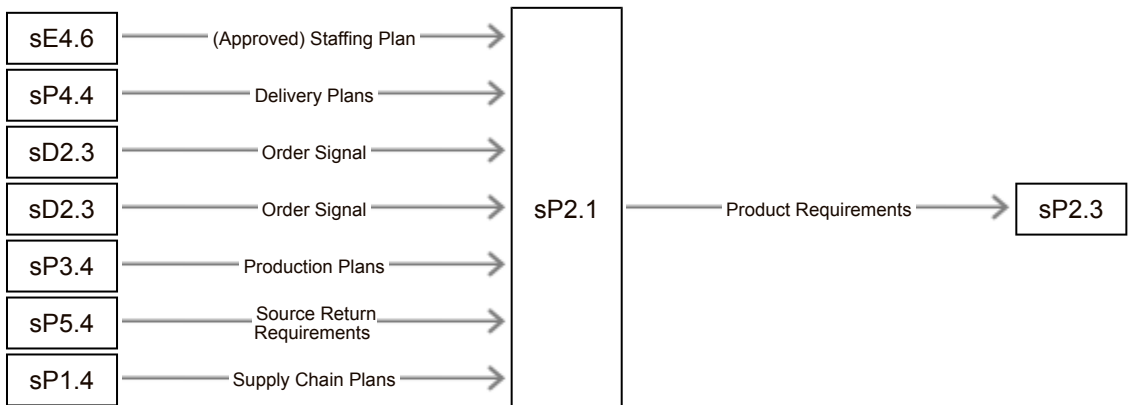 sE4.6
(Approved) Staffing Plan
sP4.4
Delivery Plans
sD2.3
Order Signal
sD2.3
Order Signal
sP2.1
Product Requirements
sP2.3
sP3.4
Production Plans
sP5.4
Source Return
Requirements
sP1.4
Supply Chain Plans